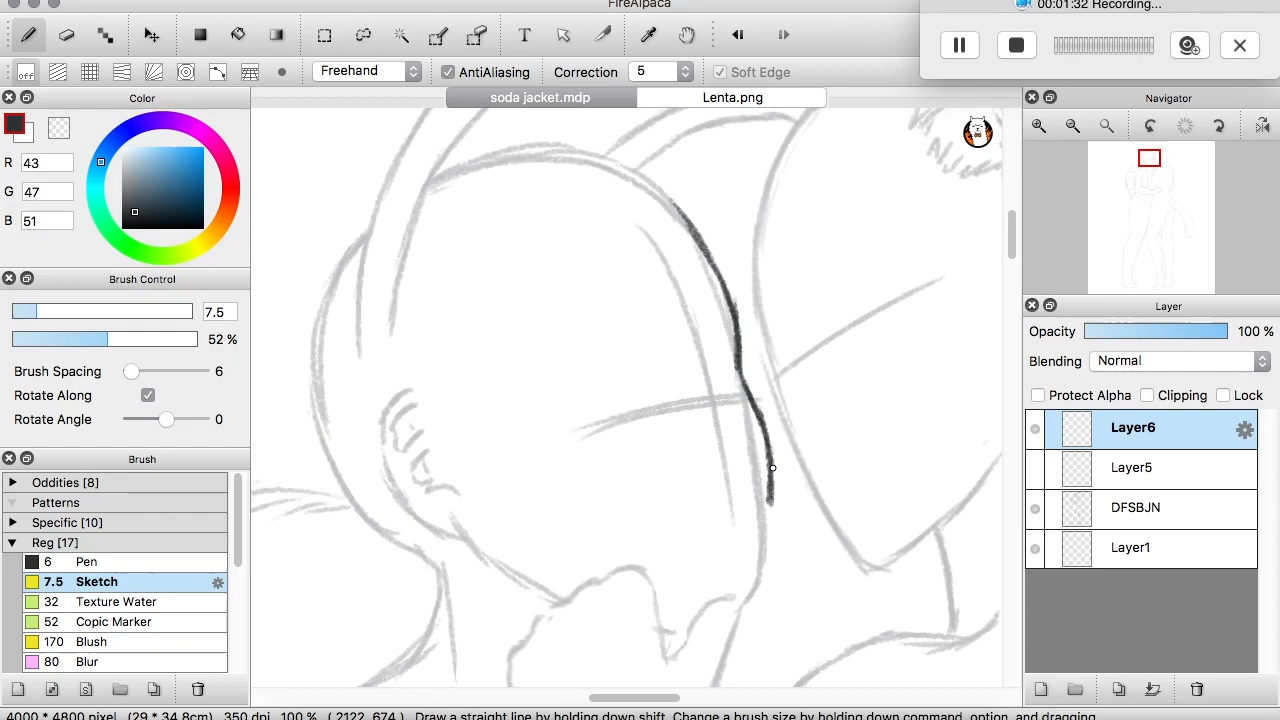 FireAlpaca
00:01:32 Recording...
T
off
Freehand
AntiAliasing
Correction
5
Soft Edge
soda jacket.mdp
Lenta.png
Color
R
43
G
47
B
51
Brush Control
7.5
52 %
Brush Spacing
6
Rotate Along
Rotate Angle
0
Brush
Oddities [8]
Patterns
Specific [10]
Reg [17]
6 Pen
7.5 Sketch
32 Texture Water
52 Copic Marker
170 Blush
80 Blur
Navigator
Layer
Opacity
100 %
Blending
Normal
Protect Alpha
Clipping
Lock
Layer6
Layer5
DFSBJN
Layer1
4000 * 4800 pixel (29 * 34.8cm) 350 dpi 100 % ( 2122, 674 ) Draw a straight line by holding down shift, Change a brush size by holding down command, option, and dragging